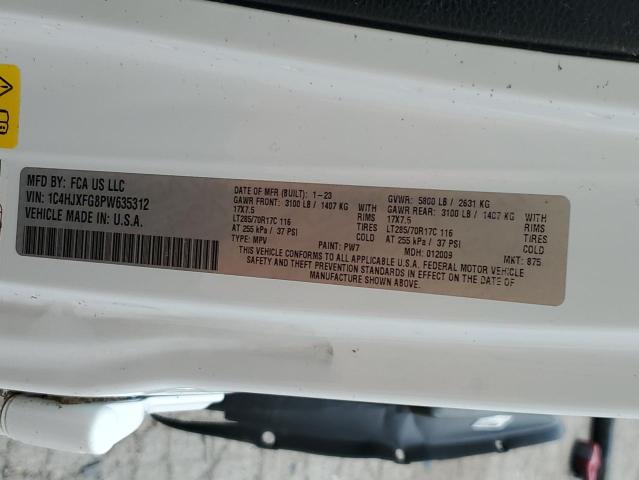 MFD BY: FCA US LLC
VIN: 1C4HJXFG8PW635312
VEHICLE MADE IN: U.S.A.
DATE OF MFR (BUILT): 1-23
GAWR FRONT: 3100 LB / 1407 KG WITH
17X7.5 RIMS
LT285/70R17C 116 TIRES
AT 255 kPa / 37 PSI COLD
TYPE: MPV PAINT: PW7
GVWR: 5800 LB / 2631 KG
GAWR REAR: 3100 LB / 1407 KG WITH
17X7.5 RIMS
LT285/70R17C 116 TIRES
AT 255 kPa / 37 PSI COLD
MDH: 012009 MKT: 875
THIS VEHICLE CONFORMS TO ALL APPLICABLE U.S.A. FEDERAL MOTOR VEHICLE
SAFETY AND THEFT PREVENTION STANDARDS IN EFFECT ON THE DATE OF
MANUFACTURE SHOWN ABOVE.